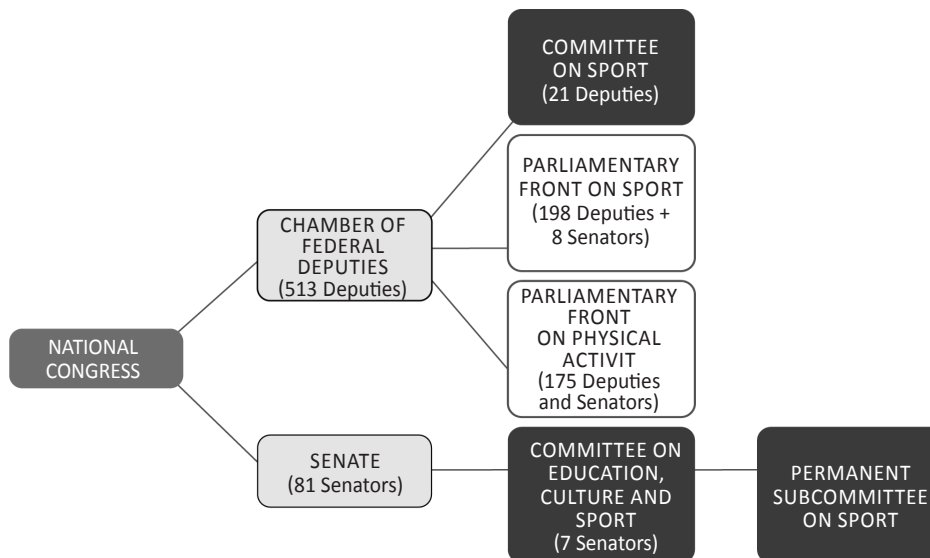 COMMITTEE
ON SPORT
(21 Deputies)
PARLIAMENTARY
FRONT ON SPORT
(198 Deputies +
8 Senators)
CHAMBER OF
FEDERAL
DEPUTIES
(513 Deputies)
PARLIAMENTARY
FRONT
ON PHYSICAL
ACTIVIT
(175 Deputies
and Senators)
NATIONAL
CONGRESS
SENATE
(81 Senators)
COMMITTEE ON
EDUCATION,
CULTURE AND
SPORT
(7 Senators)
PERMANENT
SUBCOMMITTEE
ON SPORT